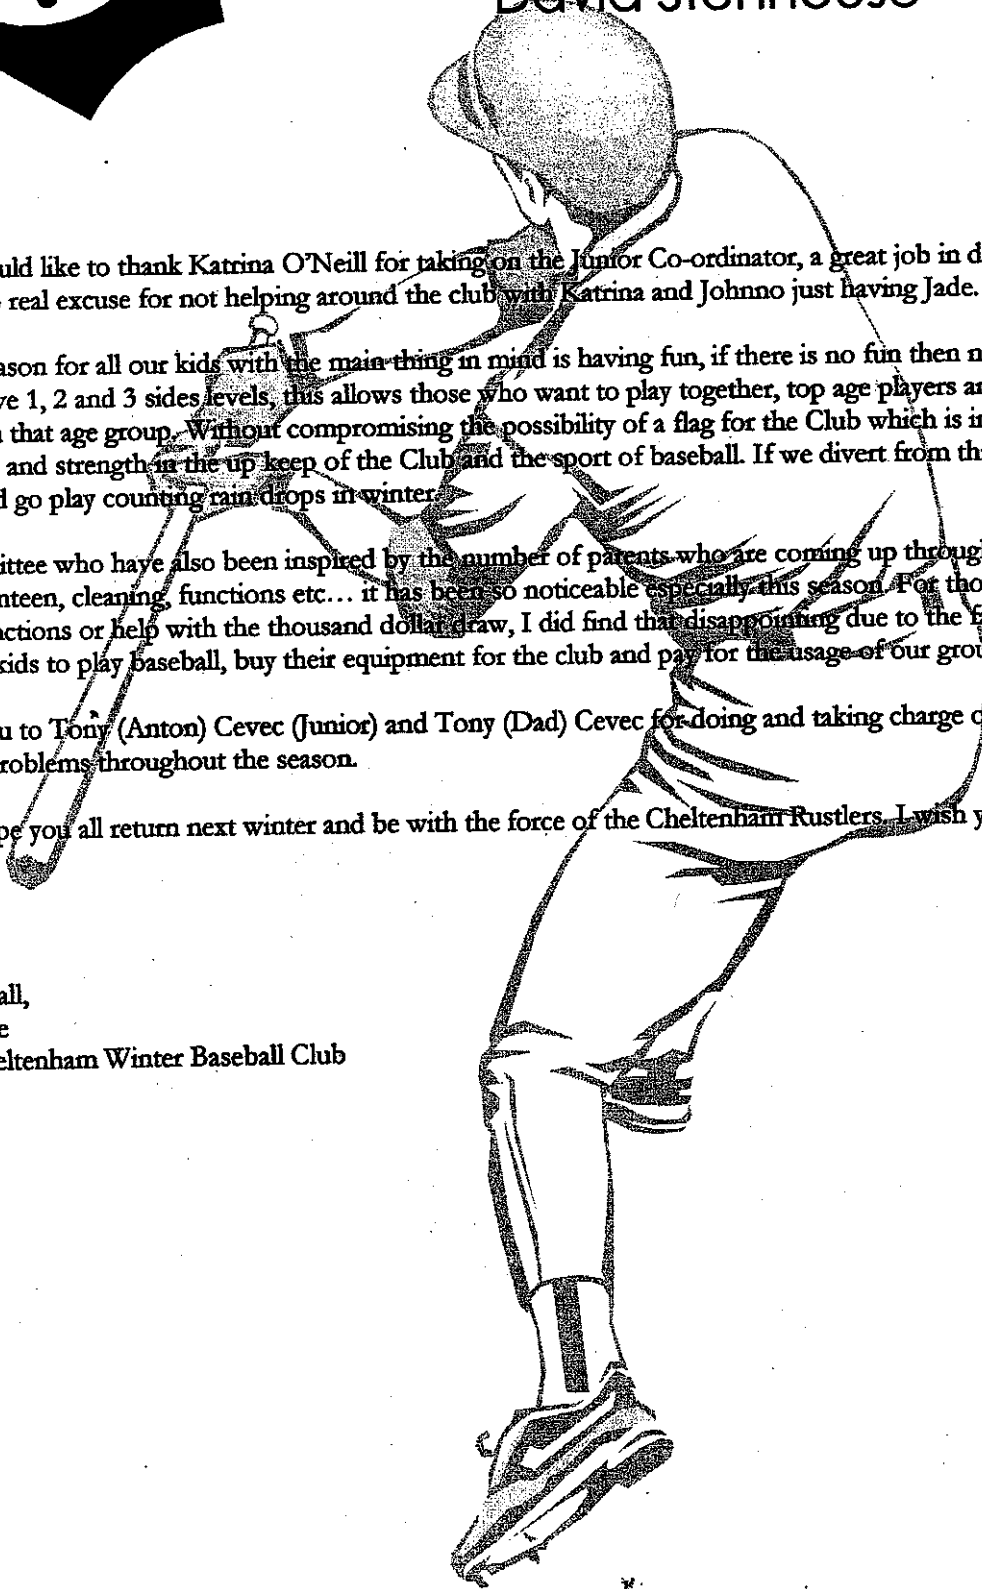 David Stenhouse
uld like to thank Katrina O'Neill for taking on the Junior Co-ordinator, a great job in d
real excuse for not helping around the club with Katrina and Johnno just having Jade.
ason for all our kids with the main thing in mind is having fun, if there is no fun then n
ve 1, 2 and 3 sides levels, this allows those who want to play together, top age players a
that age group. Without compromising the possibility of a flag for the Club which is i
and strength in the up keep of the Club and the sport of baseball. If we divert from th
d go play counting rain drops in winter.
ittee who have also been inspired by the number of parents who are coming up through
nteen, cleaning, functions etc… it has been so noticeable especially this season. For tho
nctions or help with the thousand dollar draw, I did find that disappointing due to the f
kids to play baseball, buy their equipment for the club and pay for the usage of our grou
u to Tony (Anton) Cevec (Junior) and Tony (Dad) Cevec for doing and taking charge o
roblems throughout the season.
pe you all return next winter and be with the force of the Cheltenham Rustlers. I wish y
all,
e
eltenham Winter Baseball Club